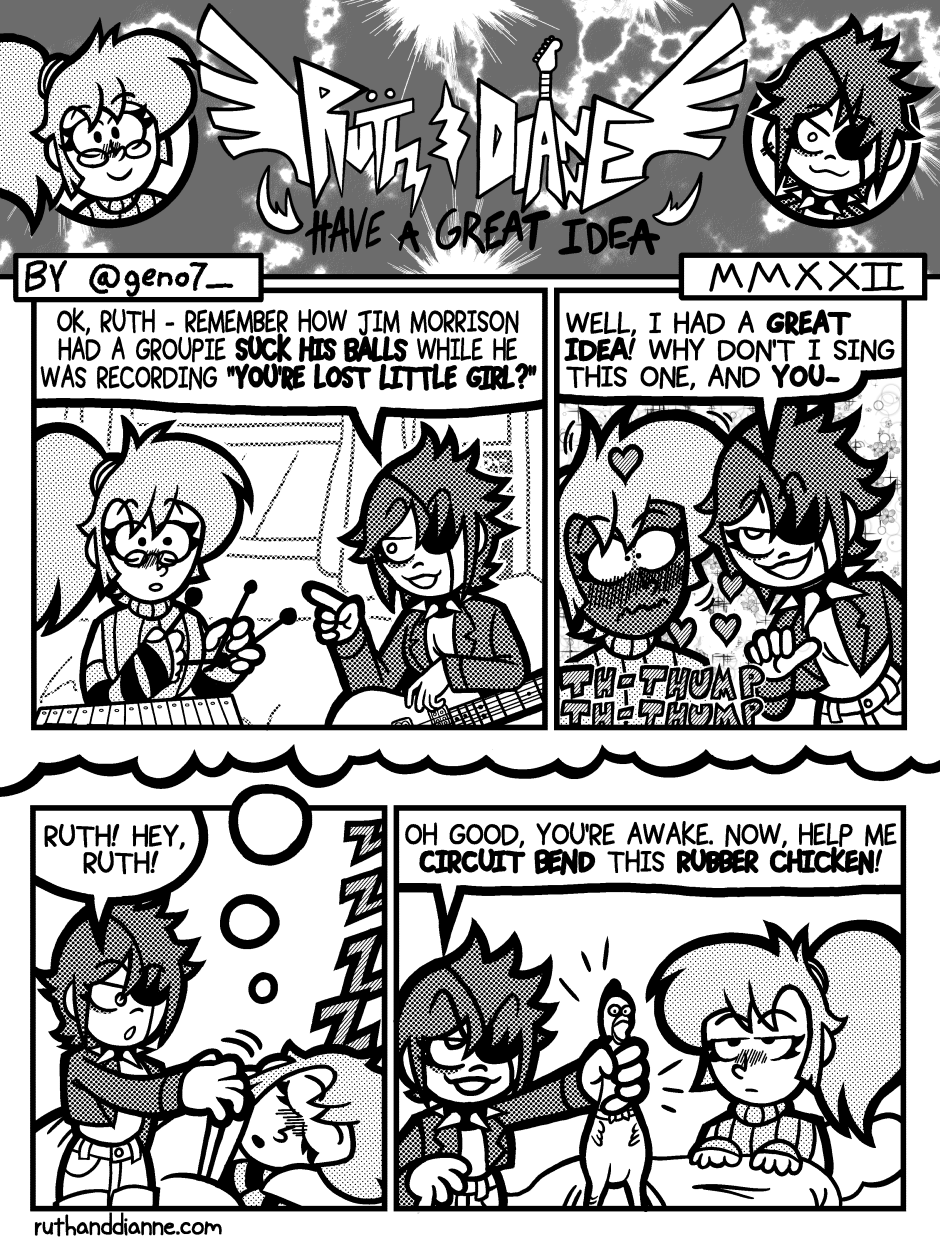 RÜTH & DIANNE
HAVE A GREAT IDEA
BY @geno7__
MMXXII
OK, RUTH - REMEMBER HOW JIM MORRISON
HAD A GROUPIE SUCK HIS BALLS WHILE HE
WAS RECORDING "YOU'RE LOST LITTLE GIRL?"
WELL, I HAD A GREAT
IDEA! WHY DON'T I SING
THIS ONE, AND YOU-
TH-THUMP
TH-THUMP
RUTH! HEY,
RUTH!
Z
Z
Z
Z
OH GOOD, YOU'RE AWAKE. NOW, HELP ME
CIRCUIT BEND THIS RUBBER CHICKEN!
ruthanddianne.com